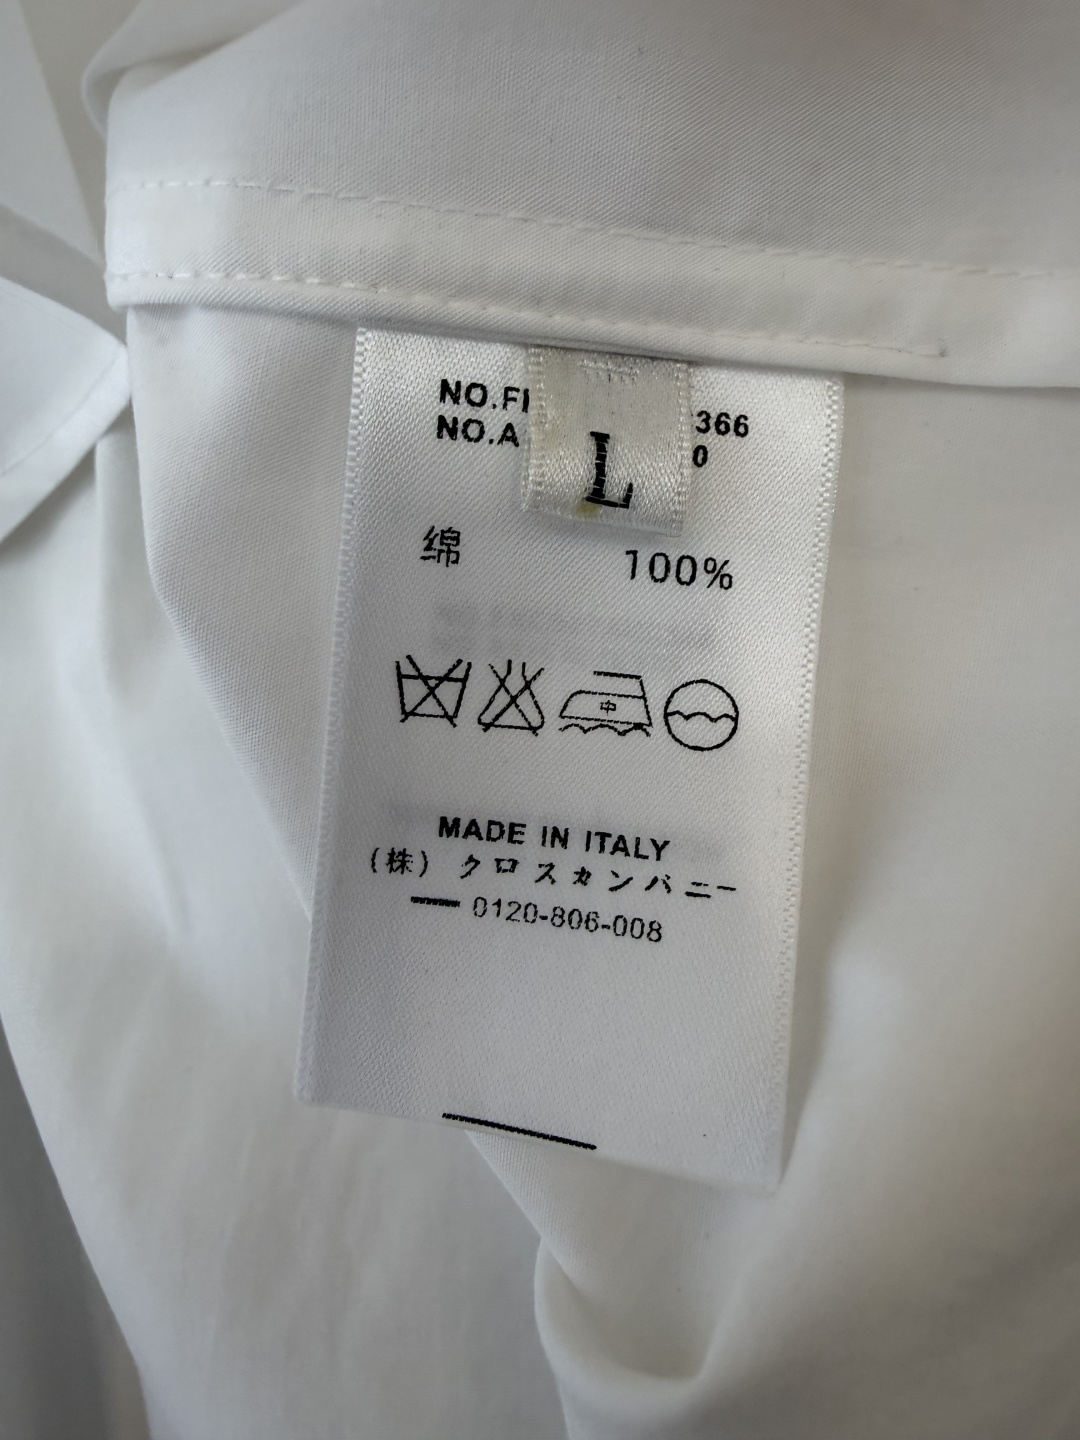 NO.FI 366
NO.A 0
L
绵 100%
中
MADE IN ITALY
(株) クロスカンパニー
0120-806-008